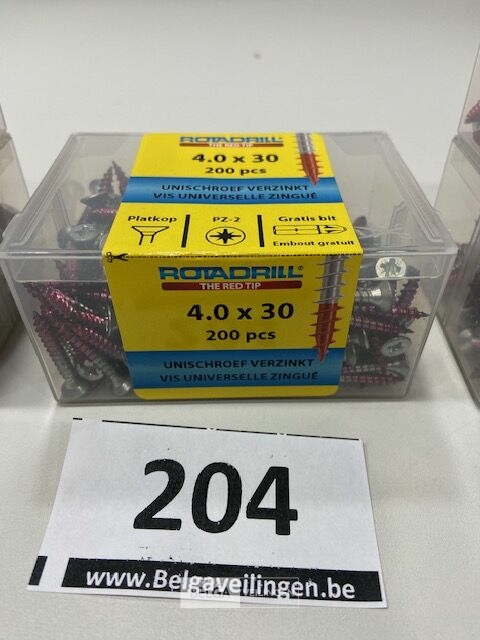 ROTADRILL®
THE RED TIP
4.0 x 30
200 pcs
UNISCHROEF VERZINKT
VIS UNIVERSELLE ZINGUÉ
Platkop
PZ-2
Gratis bit
Embout gratuit
ROTADRILL®
THE RED TIP
4.0 x 30
200 pcs
UNISCHROEF VERZINKT
VIS UNIVERSELLE ZINGUÉ
204
www.Belgaveilingen.be